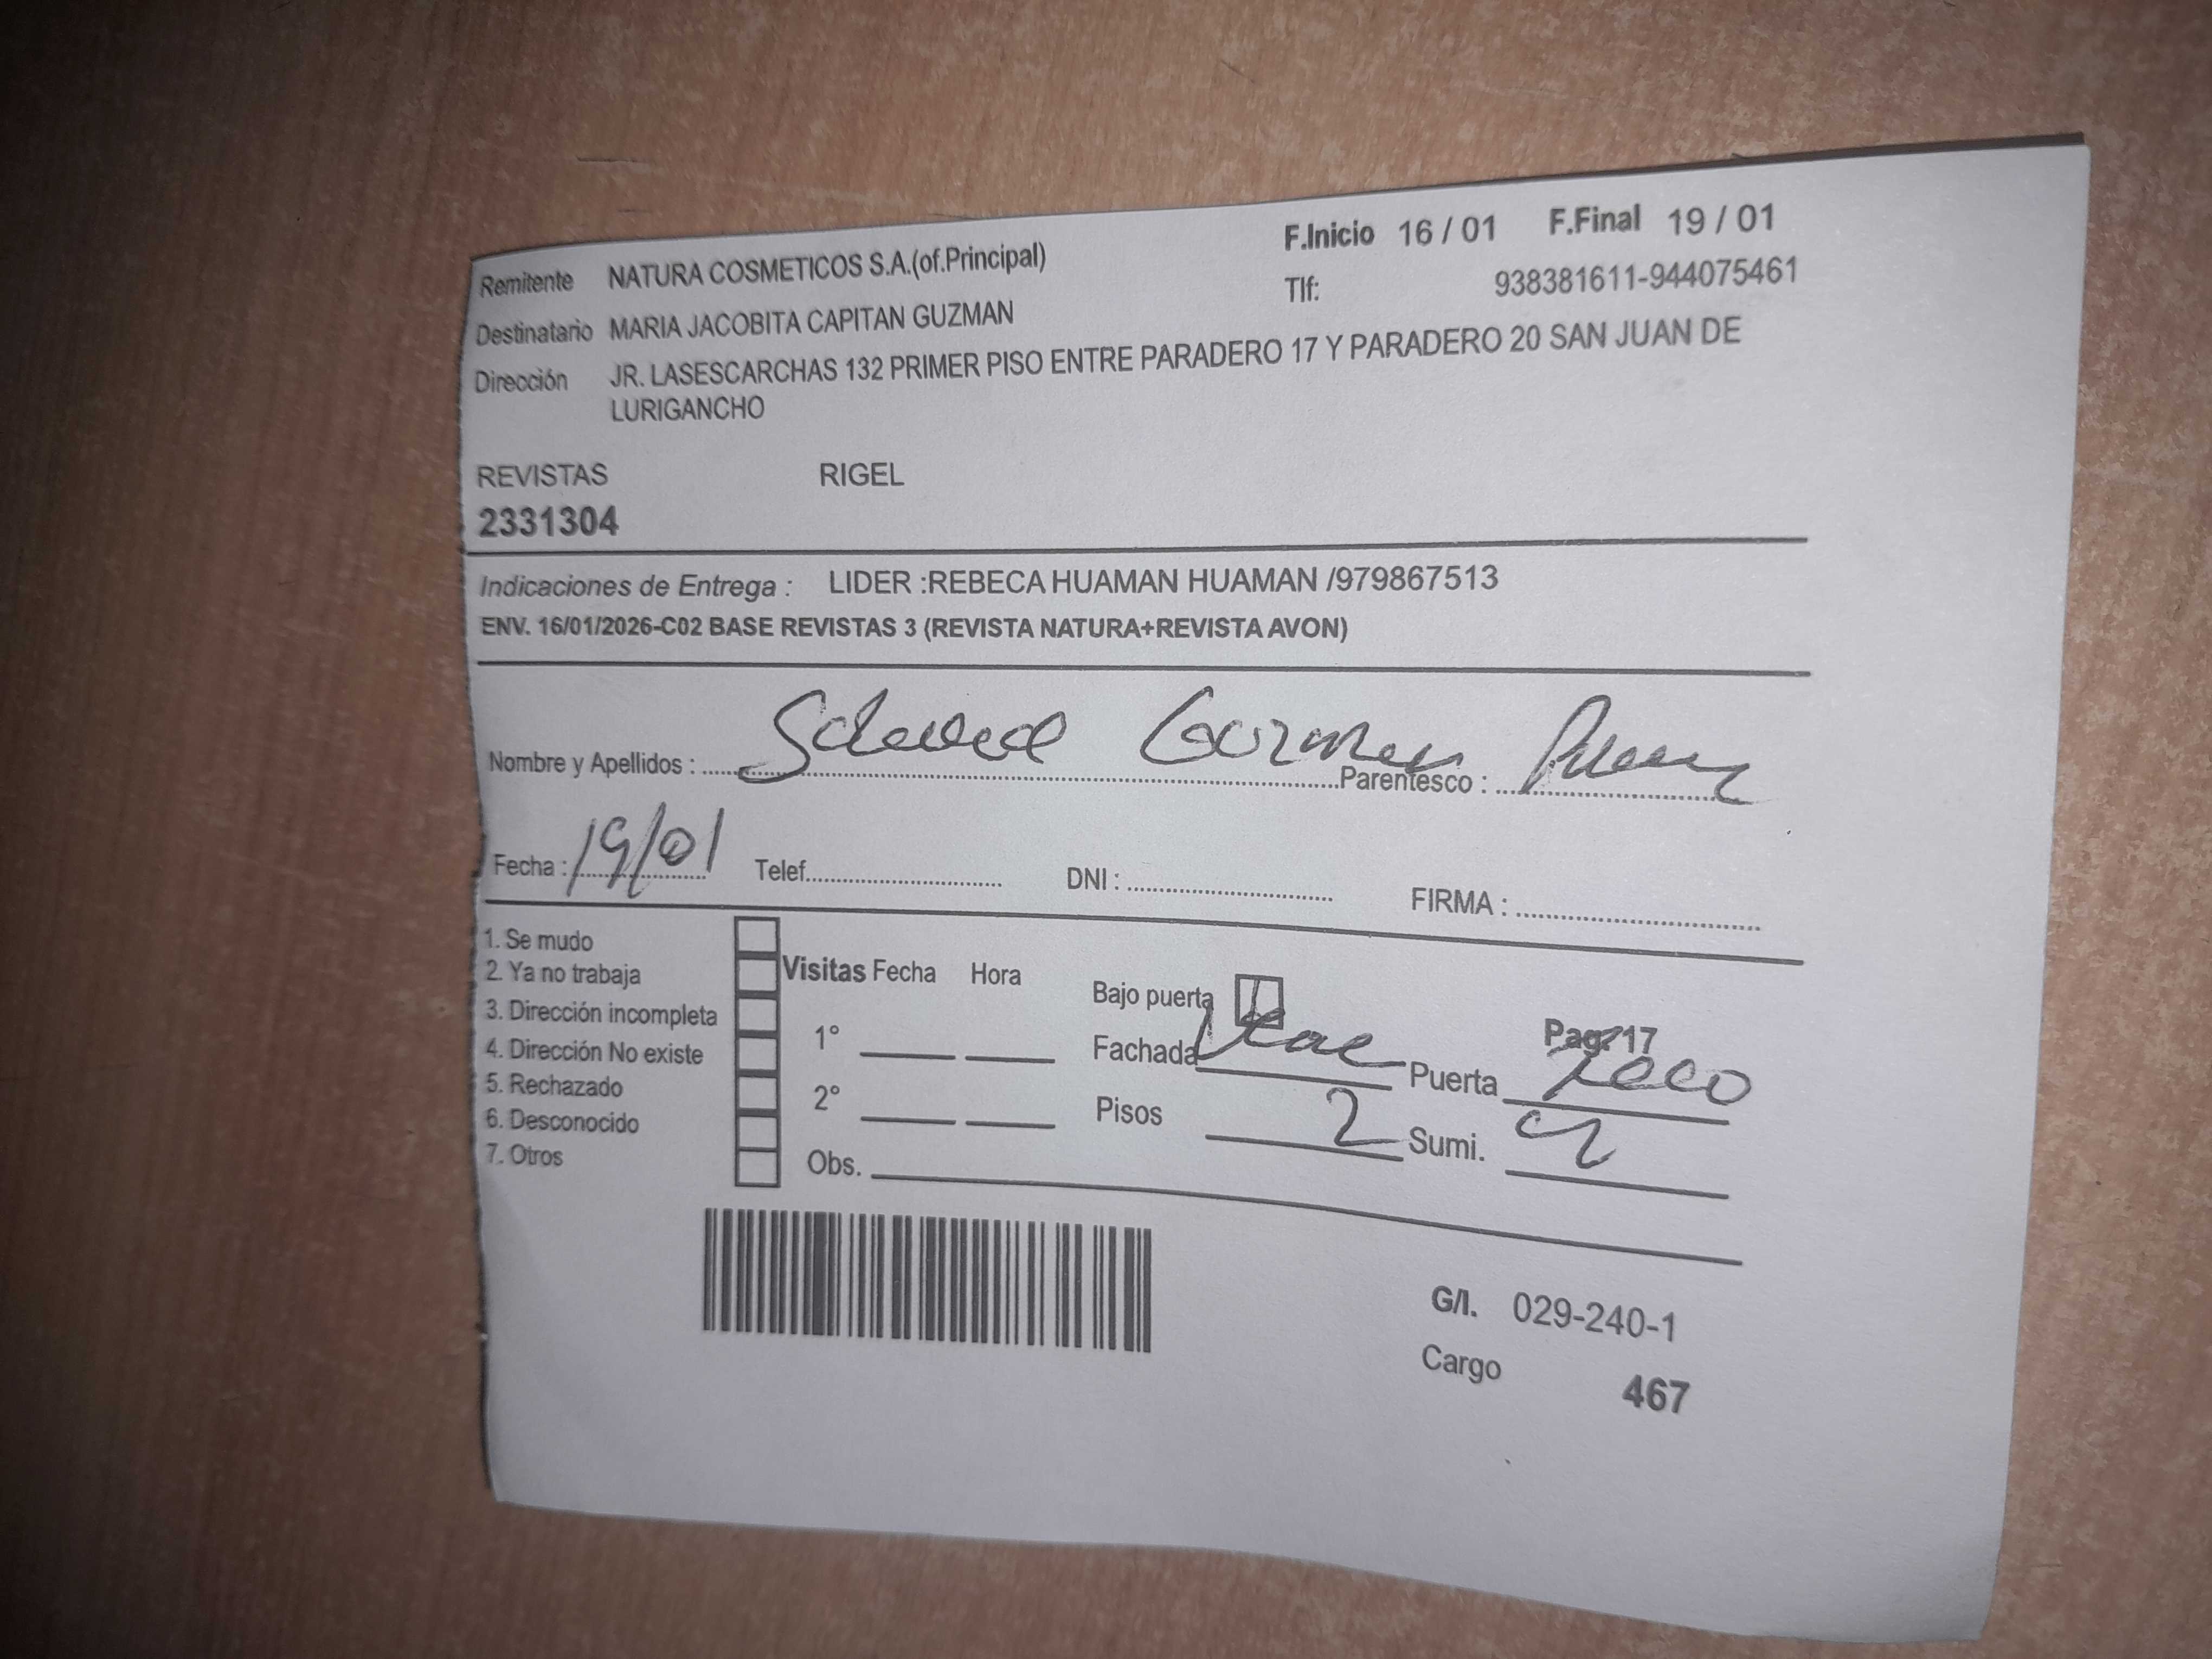 F.Inicio 16 / 01 F.Final 19 / 01
Remitente NATURA COSMETICOS S.A.(of.Principal)
Tlf: 938381611-944075461
Destinatario MARIA JACOBITA CAPITAN GUZMAN
Dirección JR. LASESCARCHAS 132 PRIMER PISO ENTRE PARADERO 17 Y PARADERO 20 SAN JUAN DE
LURIGANCHO
REVISTAS RIGEL
2331304
Indicaciones de Entrega : LIDER :REBECA HUAMAN HUAMAN /979867513
ENV. 16/01/2026-C02 BASE REVISTAS 3 (REVISTA NATURA+REVISTA AVON)
Nombre y Apellidos : Guzman Parentesco :
Fecha : 19/01 Telef. DNI : FIRMA :
1. Se mudo
2. Ya no trabaja
3. Dirección incompleta
4. Dirección No existe
5. Rechazado
6. Desconocido
7. Otros
Visitas Fecha Hora
1°
2°
Obs.
Bajo puerta
Pag717
Fachada Puerta
Pisos 2 Sumi.
G/I. 029-240-1
Cargo 467